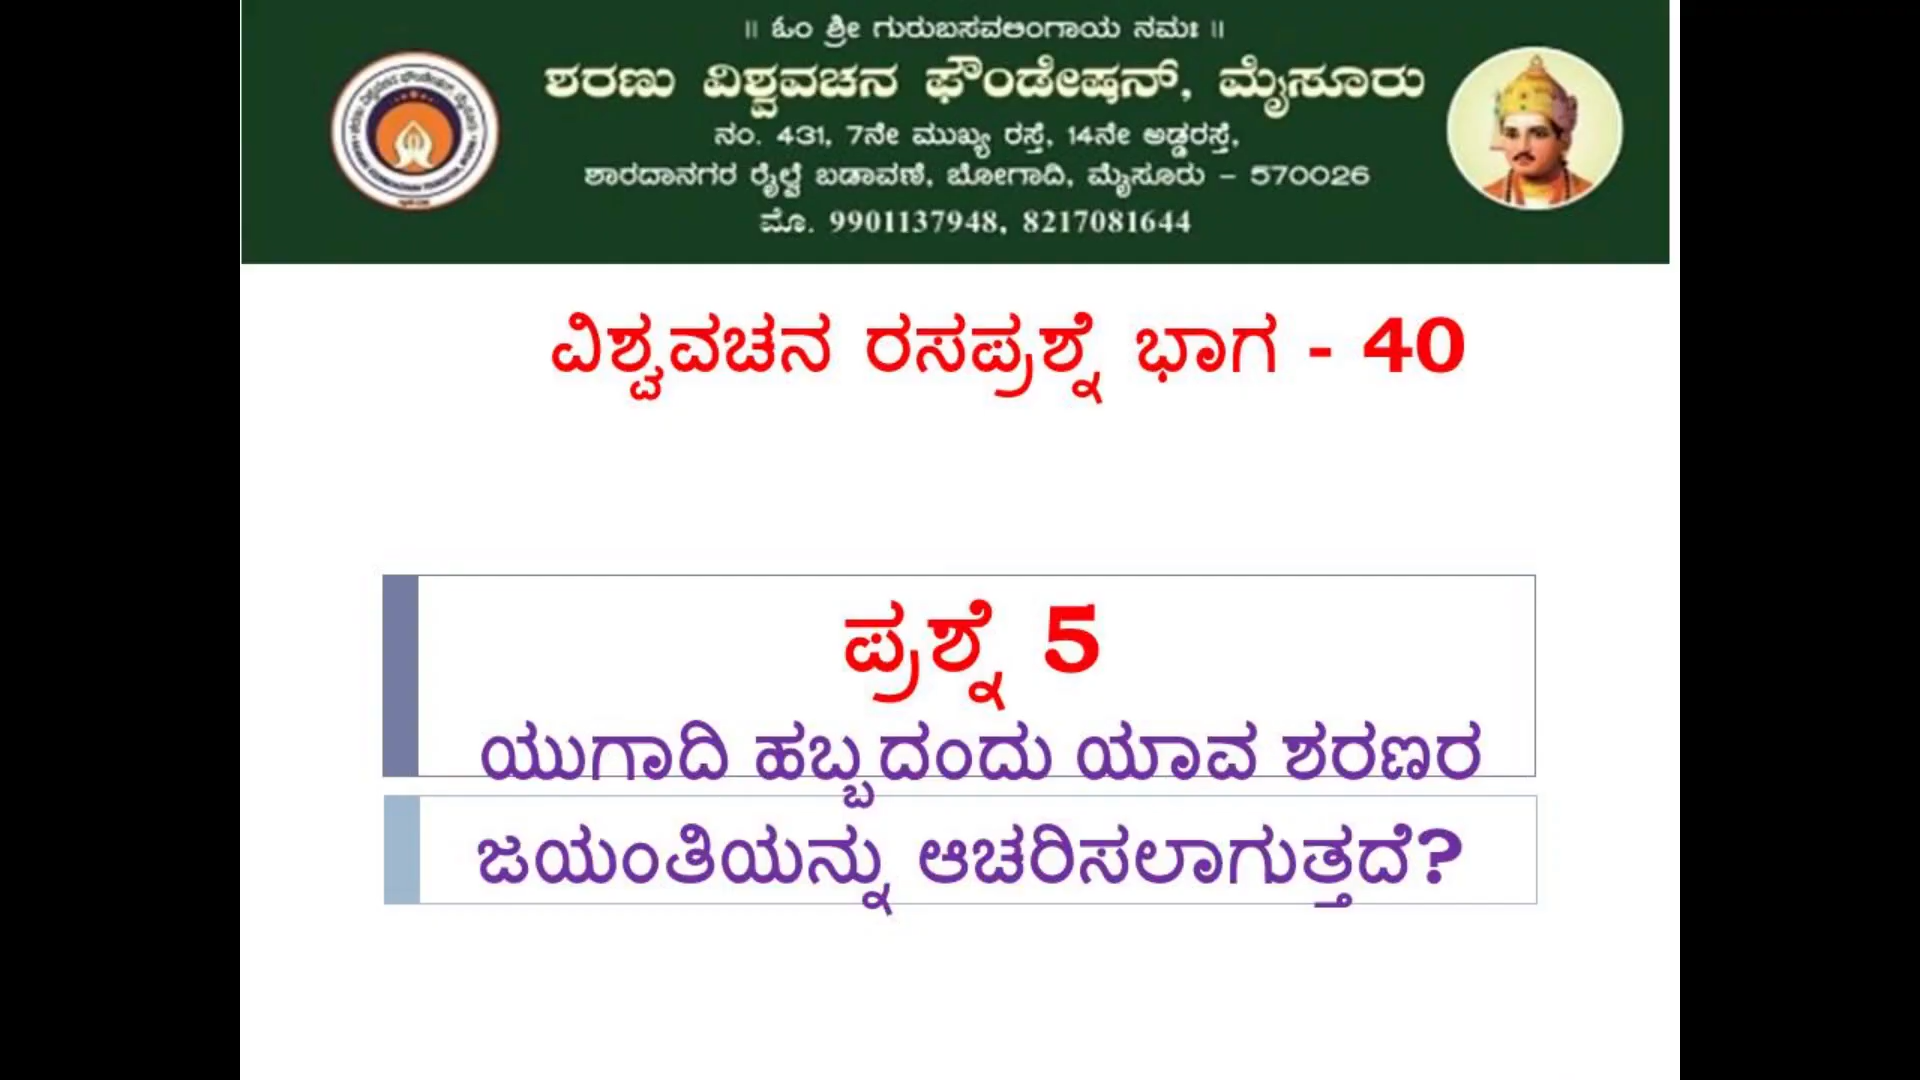 ॥ ಓಂ ಶ್ರೀ ಗುರುಬಸವಲಿಂಗಾಯ ನಮಃ ॥
ಶರಣು ವಿಶ್ವವಚನ ಫೌಂಡೇಷನ್, ಮೈಸೂರು
ನಂ. 431, 7ನೇ ಮುಖ್ಯ ರಸ್ತೆ, 14ನೇ ಅಡ್ಡರಸ್ತೆ,
ಶಾರದಾನಗರ ರೈಲ್ವೆ ಬಡಾವಣೆ, ಬೋಗಾದಿ, ಮೈಸೂರು – 570026
ಮೊ. 9901137948, 8217081644
ವಿಶ್ವವಚನ ರಸಪ್ರಶ್ನೆ ಭಾಗ - 40
ಪ್ರಶ್ನೆ 5
ಯುಗಾದಿ ಹಬ್ಬದಂದು ಯಾವ ಶರಣರ
ಜಯಂತಿಯನ್ನು ಆಚರಿಸಲಾಗುತ್ತದೆ?